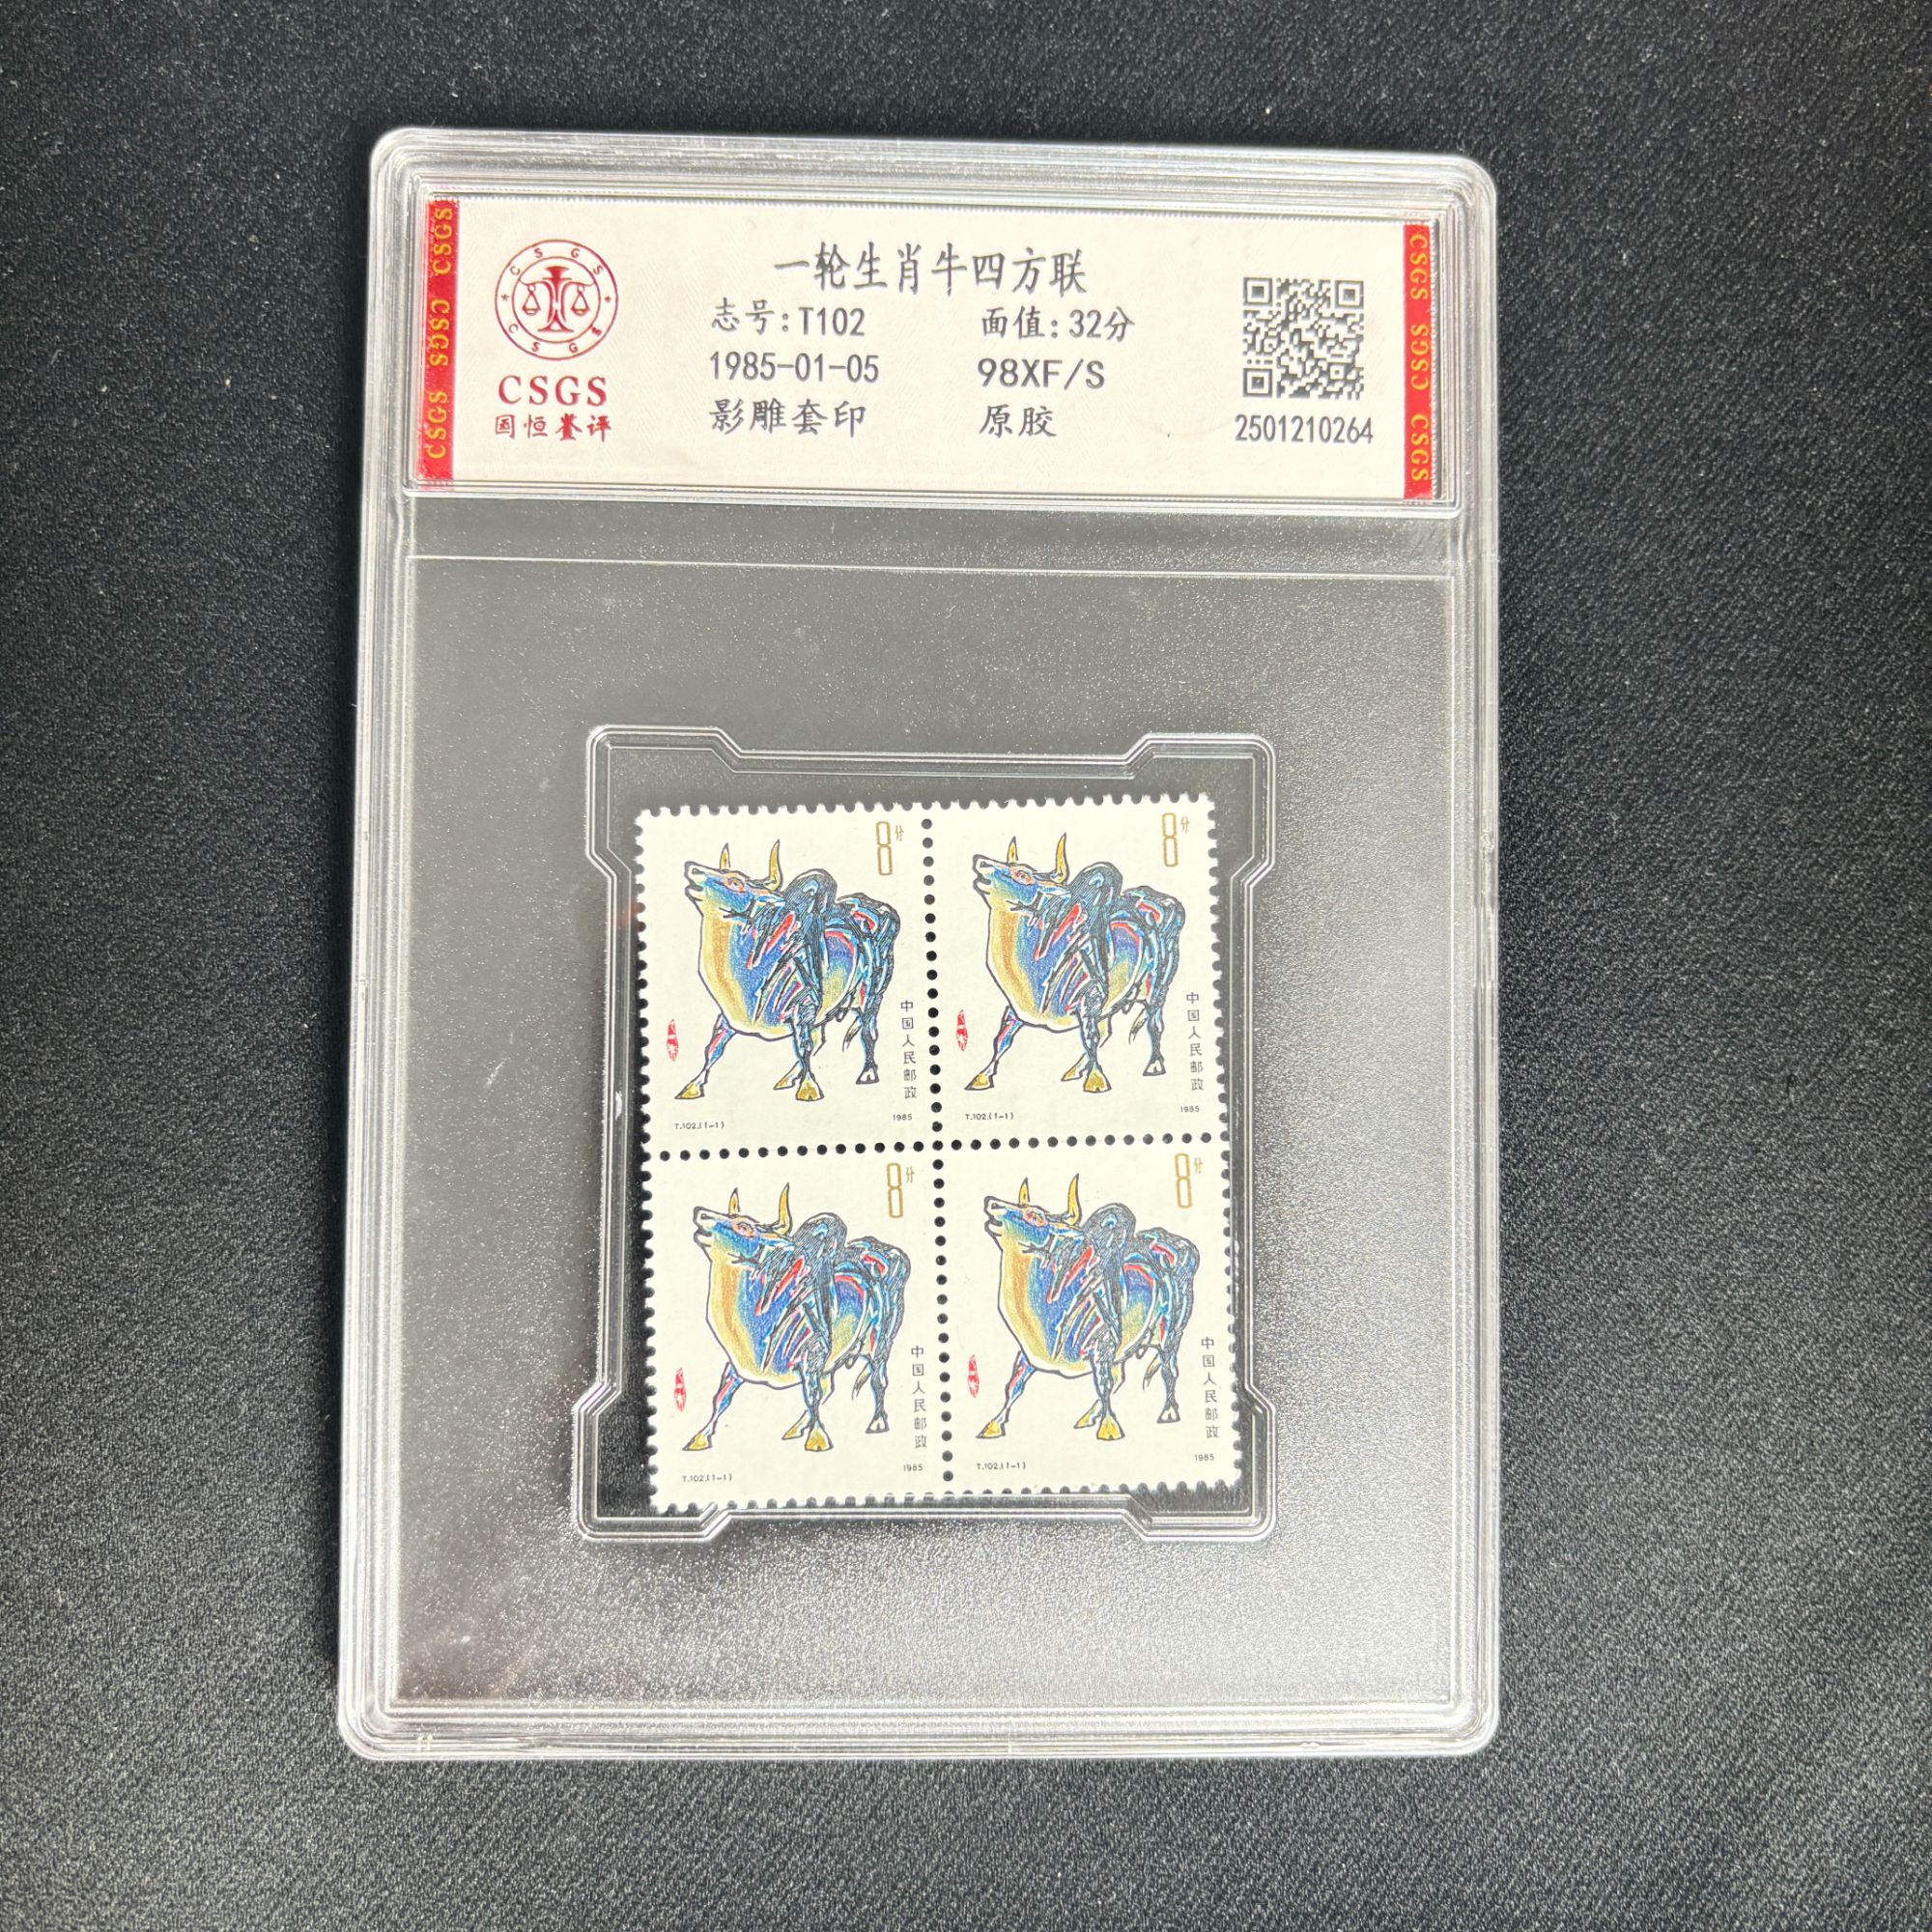 一轮生肖牛四方联
志号:T102 面值:32分
1985-01-05 98XF/S
影雕套印 原胶
CSGS
CSGS
国恒鉴评
2501210264
CSGS CSGS CSGS
CSGS CSGS CSGS
8分
中国人民邮政
T.102.(1-1) 1985
8分
中国人民邮政
T.102.(1-1) 1985
8分
中国人民邮政
T.102.(1-1) 1985
8分
中国人民邮政
T.102.(1-1) 1985